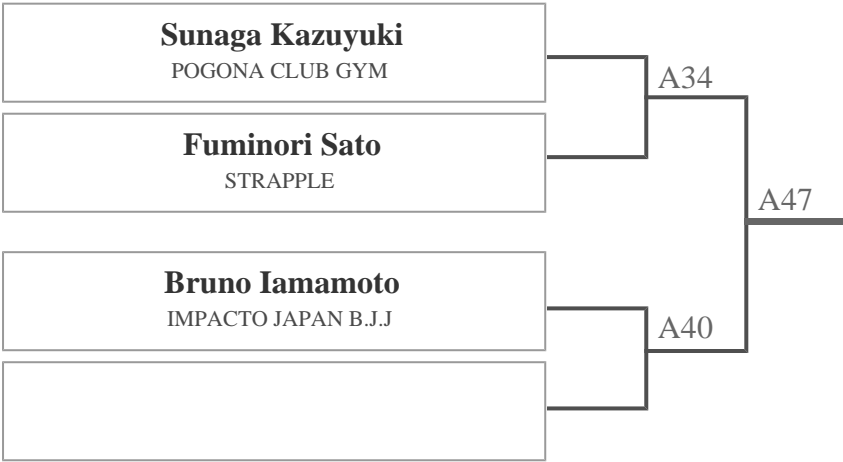 Sunaga Kazuyuki
POGONA CLUB GYM
A34
Fuminori Sato
STRAPPLE
A47
Bruno Iamamoto
IMPACTO JAPAN B.J.J
A40